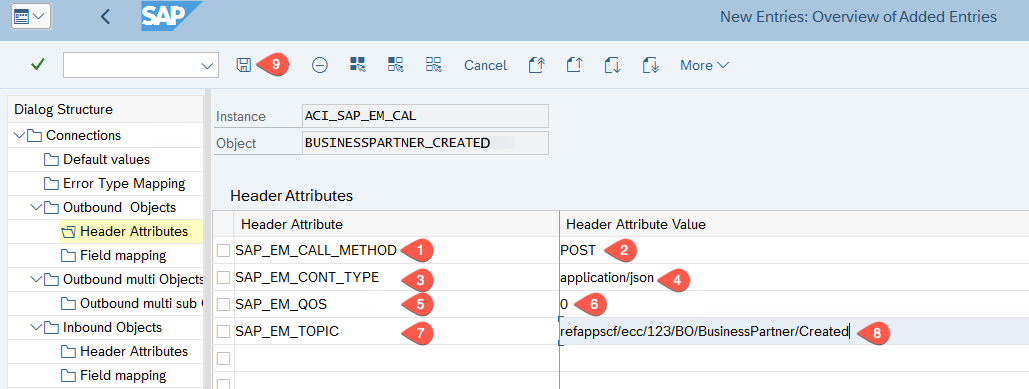 SAP
New Entries: Overview of Added Entries
9
Cancel
More
Dialog Structure
Connections
Default values
Error Type Mapping
Outbound Objects
Header Attributes
Field mapping
Outbound multi Objects
Outbound multi sub
Inbound Objects
Header Attributes
Field mapping
Instance
ACI_SAP_EM_CAL
Object
BUSINESSPARTNER_CREATED
Header Attributes
Header Attribute
Header Attribute Value
SAP_EM_CALL_METHOD 1
POST 2
SAP_EM_CONT_TYPE 3
application/json 4
SAP_EM_QOS 5
0 6
SAP_EM_TOPIC 7
refappscf/ecc/123/BO/BusinessPartner/Created 8